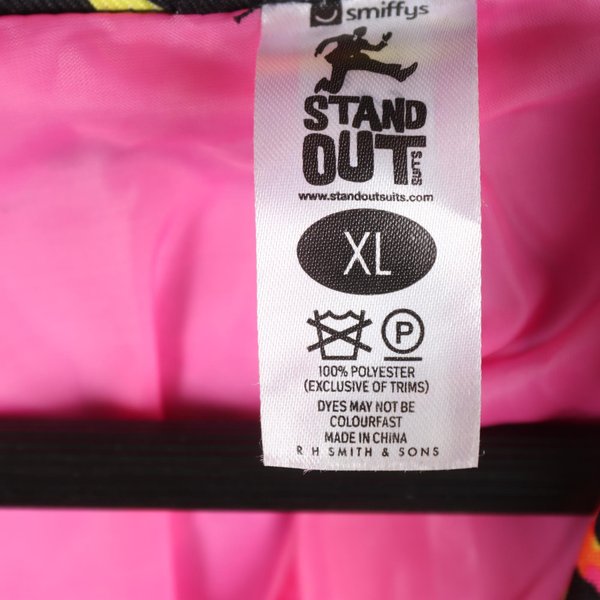 smiffys
STAND
OUT
SUITS
www.standoutsuits.com
XL
P
100% POLYESTER
(EXCLUSIVE OF TRIMS)
DYES MAY NOT BE
COLOURFAST
MADE IN CHINA
R H SMITH & SONS